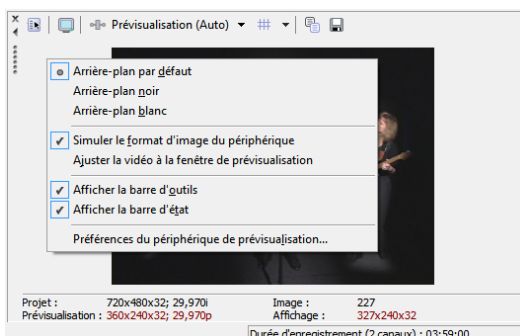 Prévisualisation (Auto)
Arrière-plan par défaut
Arrière-plan noir
Arrière-plan blanc
Simuler le format d'image du périphérique
Ajuster la vidéo à la fenêtre de prévisualisation
Afficher la barre d'outils
Afficher la barre d'état
Préférences du périphérique de prévisualisation...
Projet : 720x480x32; 29,970i Image : 227
Prévisualisation : 360x240x32; 29,970p Affichage : 327x240x32
Durée d'enregistrement (2 canaux) : 03:59:00